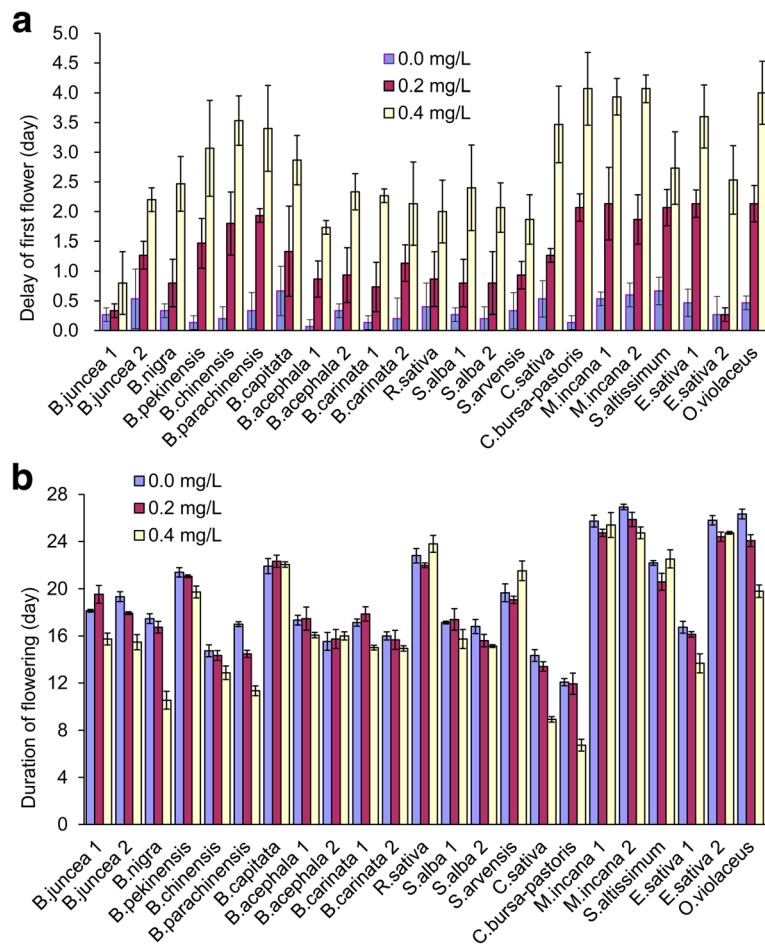 a
5.0
4.5
4.0
3.5
3.0
2.5
2.0
1.5
1.0
0.5
0.0
Delay of first flower (day)
0.0 mg/L
0.2 mg/L
0.4 mg/L
B.juncea 1
B.juncea 2
B.nigra
B.pekinensis
B.chinensis
B.parachinensis
B.capitata
B.acephala 1
B.acephala 2
B.carinata 1
B.carinata 2
R.sativa
S.alba 1
S.alba 2
S.arvensis
C.sativa
C.bursa-pastoris
M.incana 1
M.incana 2
S.altissimum
E.sativa 1
E.sativa 2
O.violaceus
b
28
24
20
16
12
8
4
0
Duration of flowering (day)
0.0 mg/L
0.2 mg/L
0.4 mg/L
B.juncea 1
B.juncea 2
B.nigra
B.pekinensis
B.chinensis
B.parachinensis
B.capitata
B.acephala 1
B.acephala 2
B.carinata 1
B.carinata 2
R.sativa
S.alba 1
S.alba 2
S.arvensis
C.sativa
C.bursa-pastoris
M.incana 1
M.incana 2
S.altissimum
E.sativa 1
E.sativa 2
O.violaceus